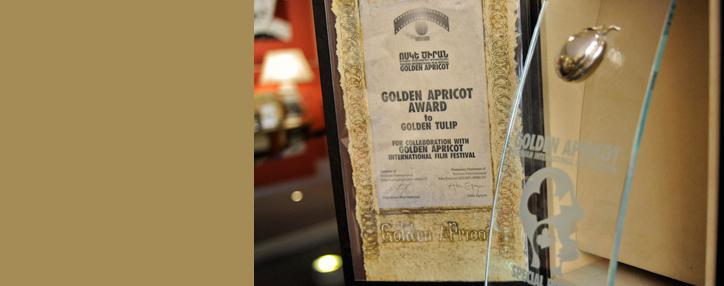 ՈՍԿԵ ԾԻՐԱՆ
GOLDEN APRICOT
GOLDEN APRICOT
AWARD
to
GOLDEN TULIP
FOR COLLABORATION WITH
GOLDEN APRICOT
INTERNATIONAL FILM FESTIVAL
Golden Apricot
GOLDEN APRICOT
SPECIAL